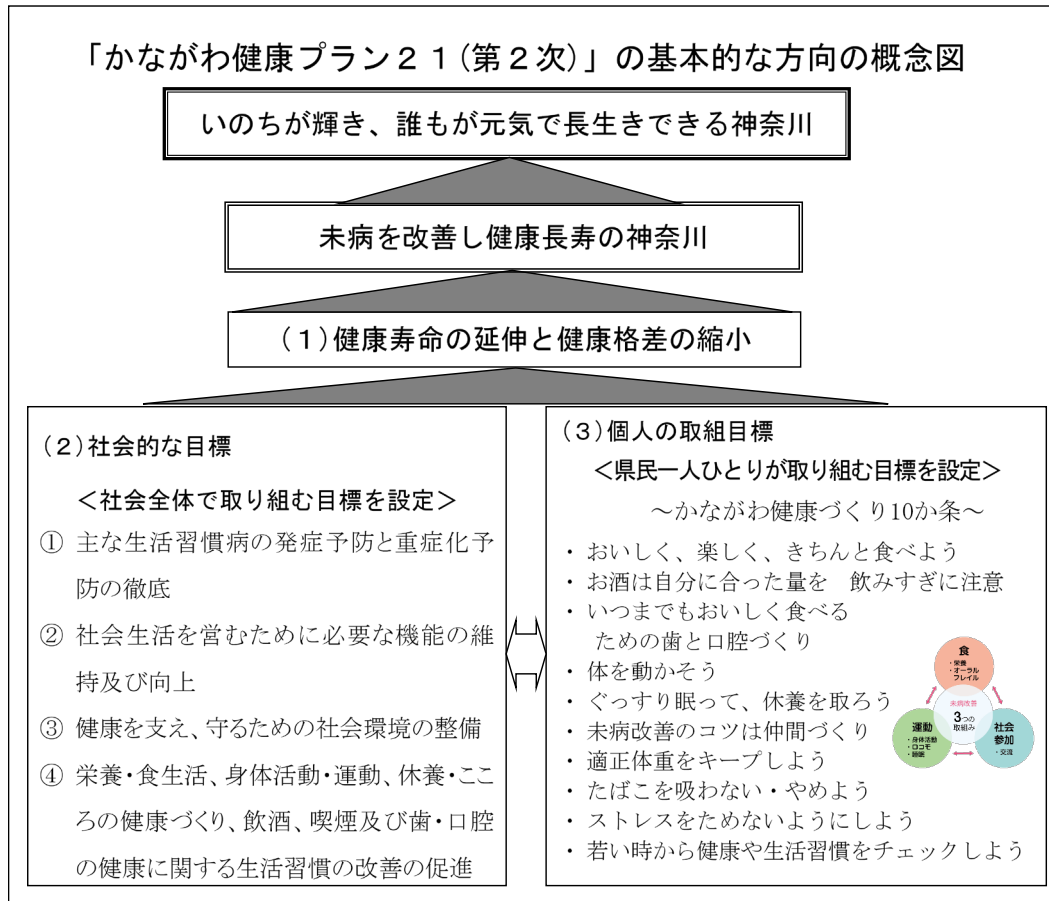 「かながわ健康プラン２１(第２次)」の基本的な方向の概念図
いのちが輝き、誰もが元気で長生きできる神奈川
未病を改善し健康長寿の神奈川
(１)健康寿命の延伸と健康格差の縮小
(２)社会的な目標
＜社会全体で取り組む目標を設定＞
① 主な生活習慣病の発症予防と重症化予
防の徹底
② 社会生活を営むために必要な機能の維
持及び向上
③ 健康を支え、守るための社会環境の整備
④ 栄養・食生活、身体活動・運動、休養・ここ
ろの健康づくり、飲酒、喫煙及び歯・口腔
の健康に関する生活習慣の改善の促進
(３)個人の取組目標
＜県民一人ひとりが取り組む目標を設定＞
～かながわ健康づくり10か条～
・おいしく、楽しく、きちんと食べよう
・お酒は自分に合った量を　飲みすぎに注意
・いつまでもおいしく食べる
ための歯と口腔づくり
・体を動かそう
・ぐっすり眠って、休養を取ろう
・未病改善のコツは仲間づくり
・適正体重をキープしよう
・たばこを吸わない・やめよう
・ストレスをためないようにしよう
・若い時から健康や生活習慣をチェックしよう
食
・栄養
・オーラル
フレイル
未病改善
3つの
取組み
運動
・身体活動
・ロコモ
・睡眠
社会
参加
・交流